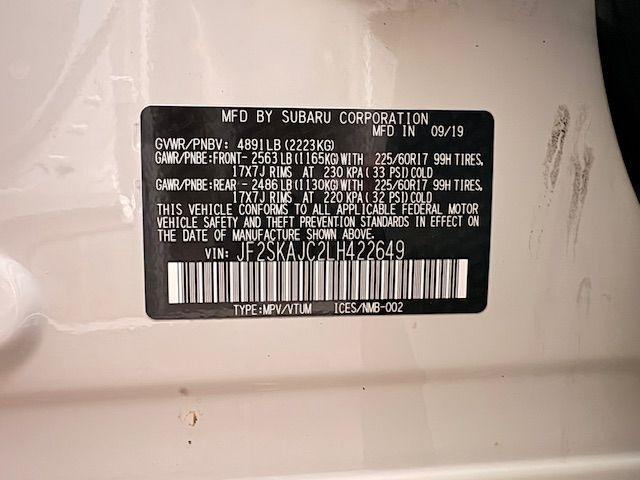 MFD BY SUBARU CORPORATION
MFD IN 09/19
GVWR/PNBV: 4891LB (2223KG)
GAWR/PNBE:FRONT- 2563LB (1165KG) WITH 225/60R17 99H TIRES,
17X7J RIMS AT 230 KPA (33 PSI) COLD
GAWR/PNBE:REAR - 2486LB (1130KG) WITH 225/60R17 99H TIRES,
17X7J RIMS AT 220 KPA (32 PSI) COLD
THIS VEHICLE CONFORMS TO ALL APPLICABLE FEDERAL MOTOR
VEHICLE SAFETY AND THEFT PREVENTION STANDARDS IN EFFECT ON
THE DATE OF MANUFACTURE SHOWN ABOVE.
VIN: JF2SKAJC2LH422649
TYPE:MPV/VTUM ICES/NMB-002